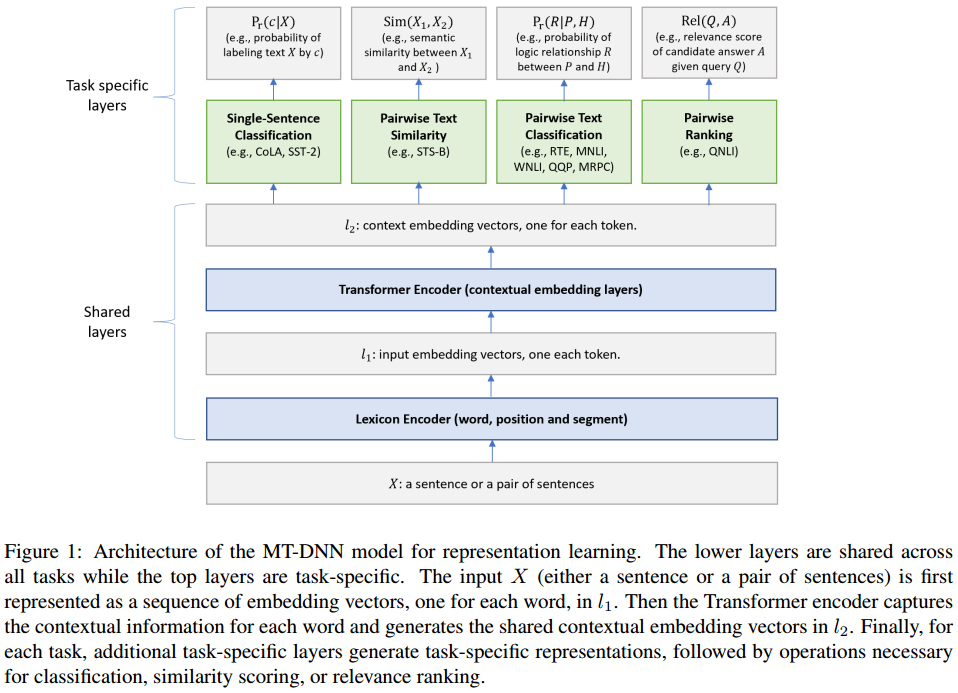 P_r(c|X)
(e.g., probability of
labeling text X by c)
Sim(X_1, X_2)
(e.g., semantic
similarity between X_1
and X_2 )
P_r(R|P, H)
(e.g., probability of
logic relationship R
between P and H)
Rel(Q, A)
(e.g., relevance score
of candidate answer A
given query Q)
Task specific
layers
Single-Sentence
Classification
(e.g., CoLA, SST-2)
Pairwise Text
Similarity
(e.g., STS-B)
Pairwise Text
Classification
(e.g., RTE, MNLI,
WNLI, QQP, MRPC)
Pairwise
Ranking
(e.g., QNLI)
l_2: context embedding vectors, one for each token.
Transformer Encoder (contextual embedding layers)
Shared
layers
l_1: input embedding vectors, one each token.
Lexicon Encoder (word, position and segment)
X: a sentence or a pair of sentences
Figure 1: Architecture of the MT-DNN model for representation learning. The lower layers are shared across
all tasks while the top layers are task-specific. The input X (either a sentence or a pair of sentences) is first
represented as a sequence of embedding vectors, one for each word, in l_1. Then the Transformer encoder captures
the contextual information for each word and generates the shared contextual embedding vectors in l_2. Finally, for
each task, additional task-specific layers generate task-specific representations, followed by operations necessary
for classification, similarity scoring, or relevance ranking.